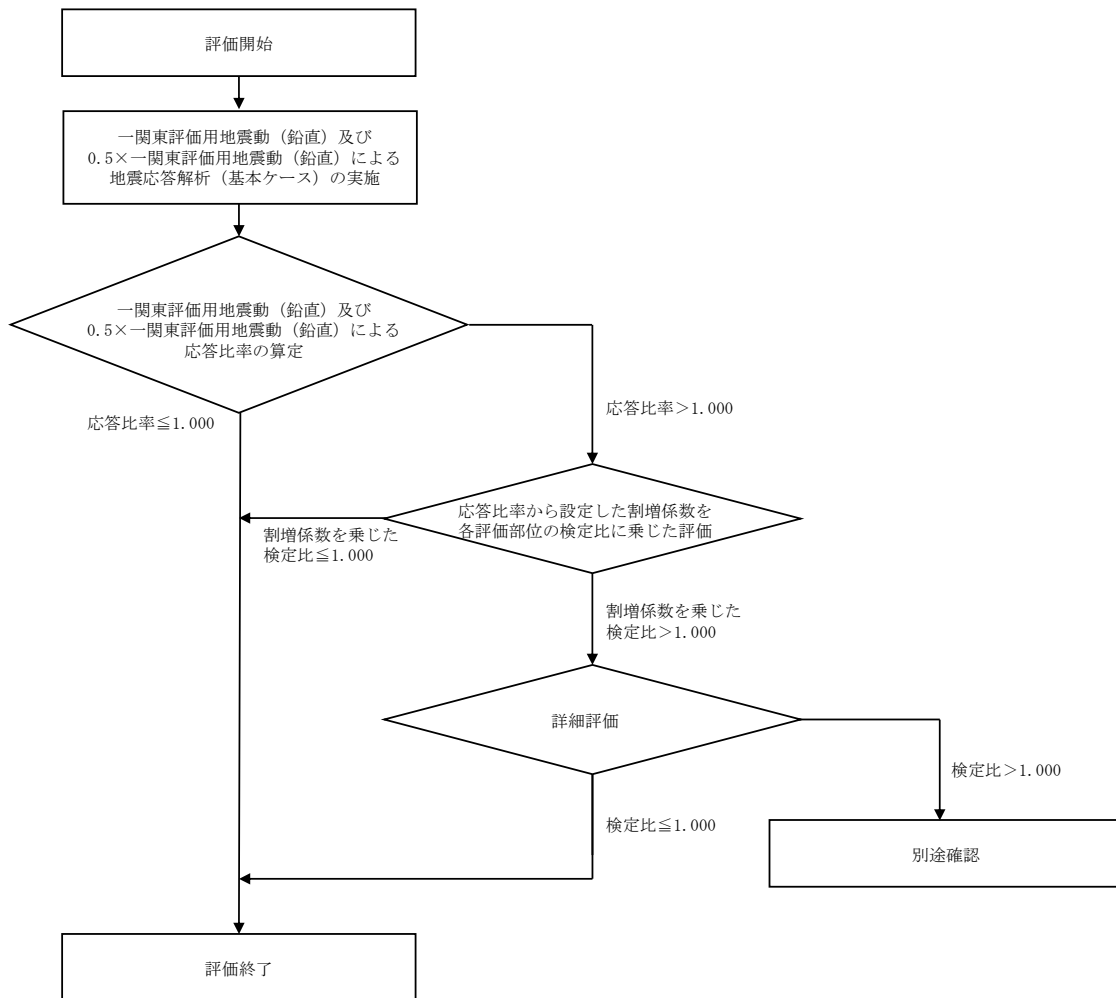 評価開始
一関東評価用地震動（鉛直）及び
0.5×一関東評価用地震動（鉛直）による
地震応答解析（基本ケース）の実施
一関東評価用地震動（鉛直）及び
0.5×一関東評価用地震動（鉛直）による
応答比率の算定
応答比率≦1.000
応答比率＞1.000
応答比率から設定した割増係数を
各評価部位の検定比に乗じた評価
割増係数を乗じた
検定比≦1.000
割増係数を乗じた
検定比＞1.000
詳細評価
検定比＞1.000
検定比≦1.000
別途確認
評価終了